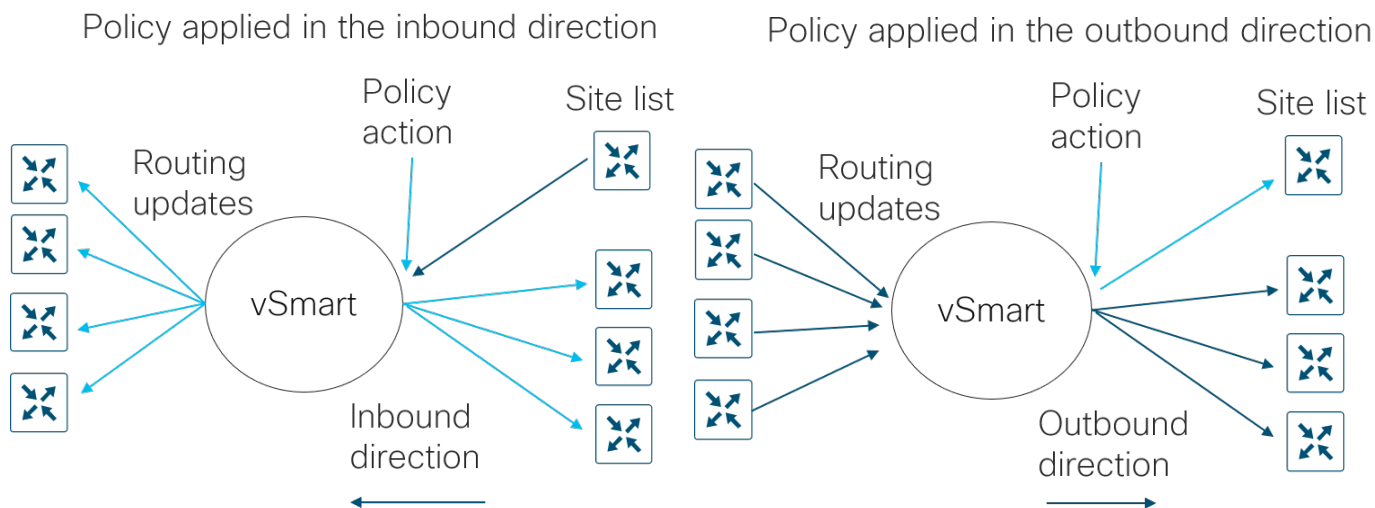 Policy applied in the inbound direction
Policy
action
Site list
Routing
updates
vSmart
Inbound
direction
Policy applied in the outbound direction
Policy
action
Site list
Routing
updates
vSmart
Outbound
direction